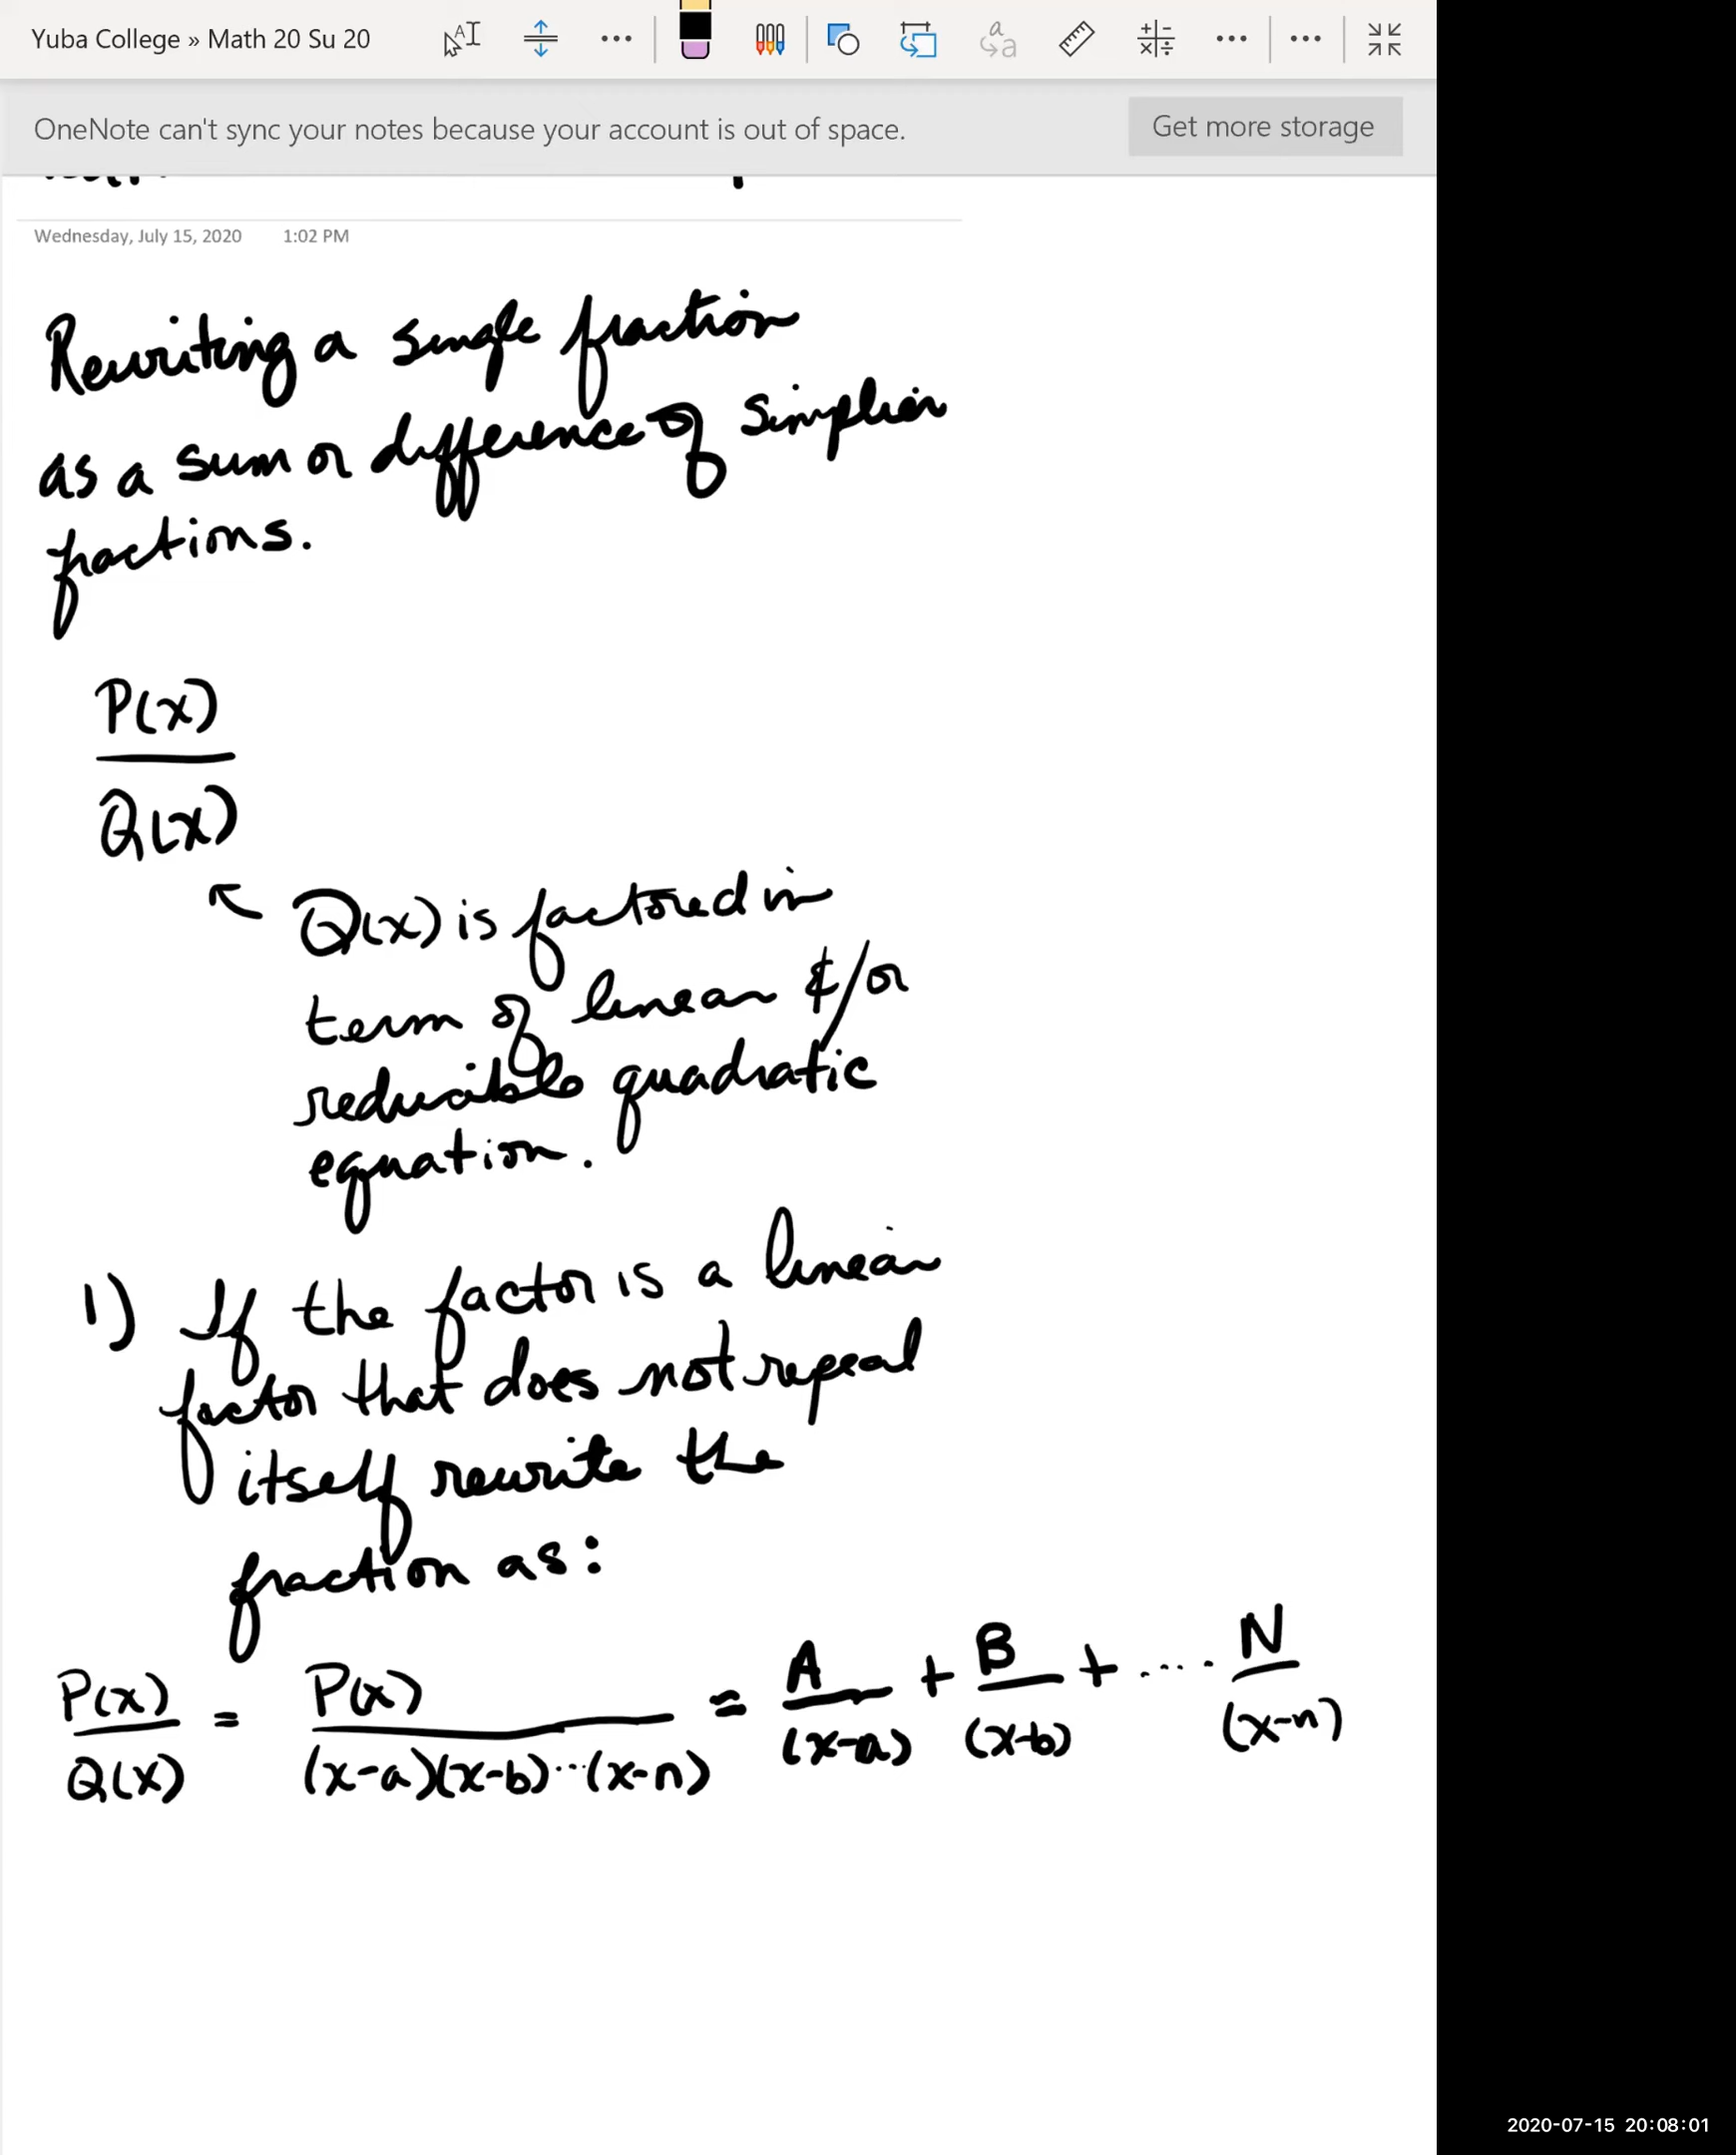 Yuba College » Math 20 Su 20
OneNote can't sync your notes because your account is out of space.
Get more storage
Wednesday, July 15, 2020 1:02 PM
Rewriting a single fraction
as a sum or difference of simplier
fractions.
P(x)
Q(x)
Q(x) is factored in
term of linear &/or
reducible quadratic
equation.
1) If the factor is a linear
factor that does not repeal
itself rewrite the
fraction as:
P(x)/Q(x) = P(x)/(x-a)(x-b)...(x-n) = A/(x-a) + B/(x-b) + ..... N/(x-n)
2020-07-15 20:08:01